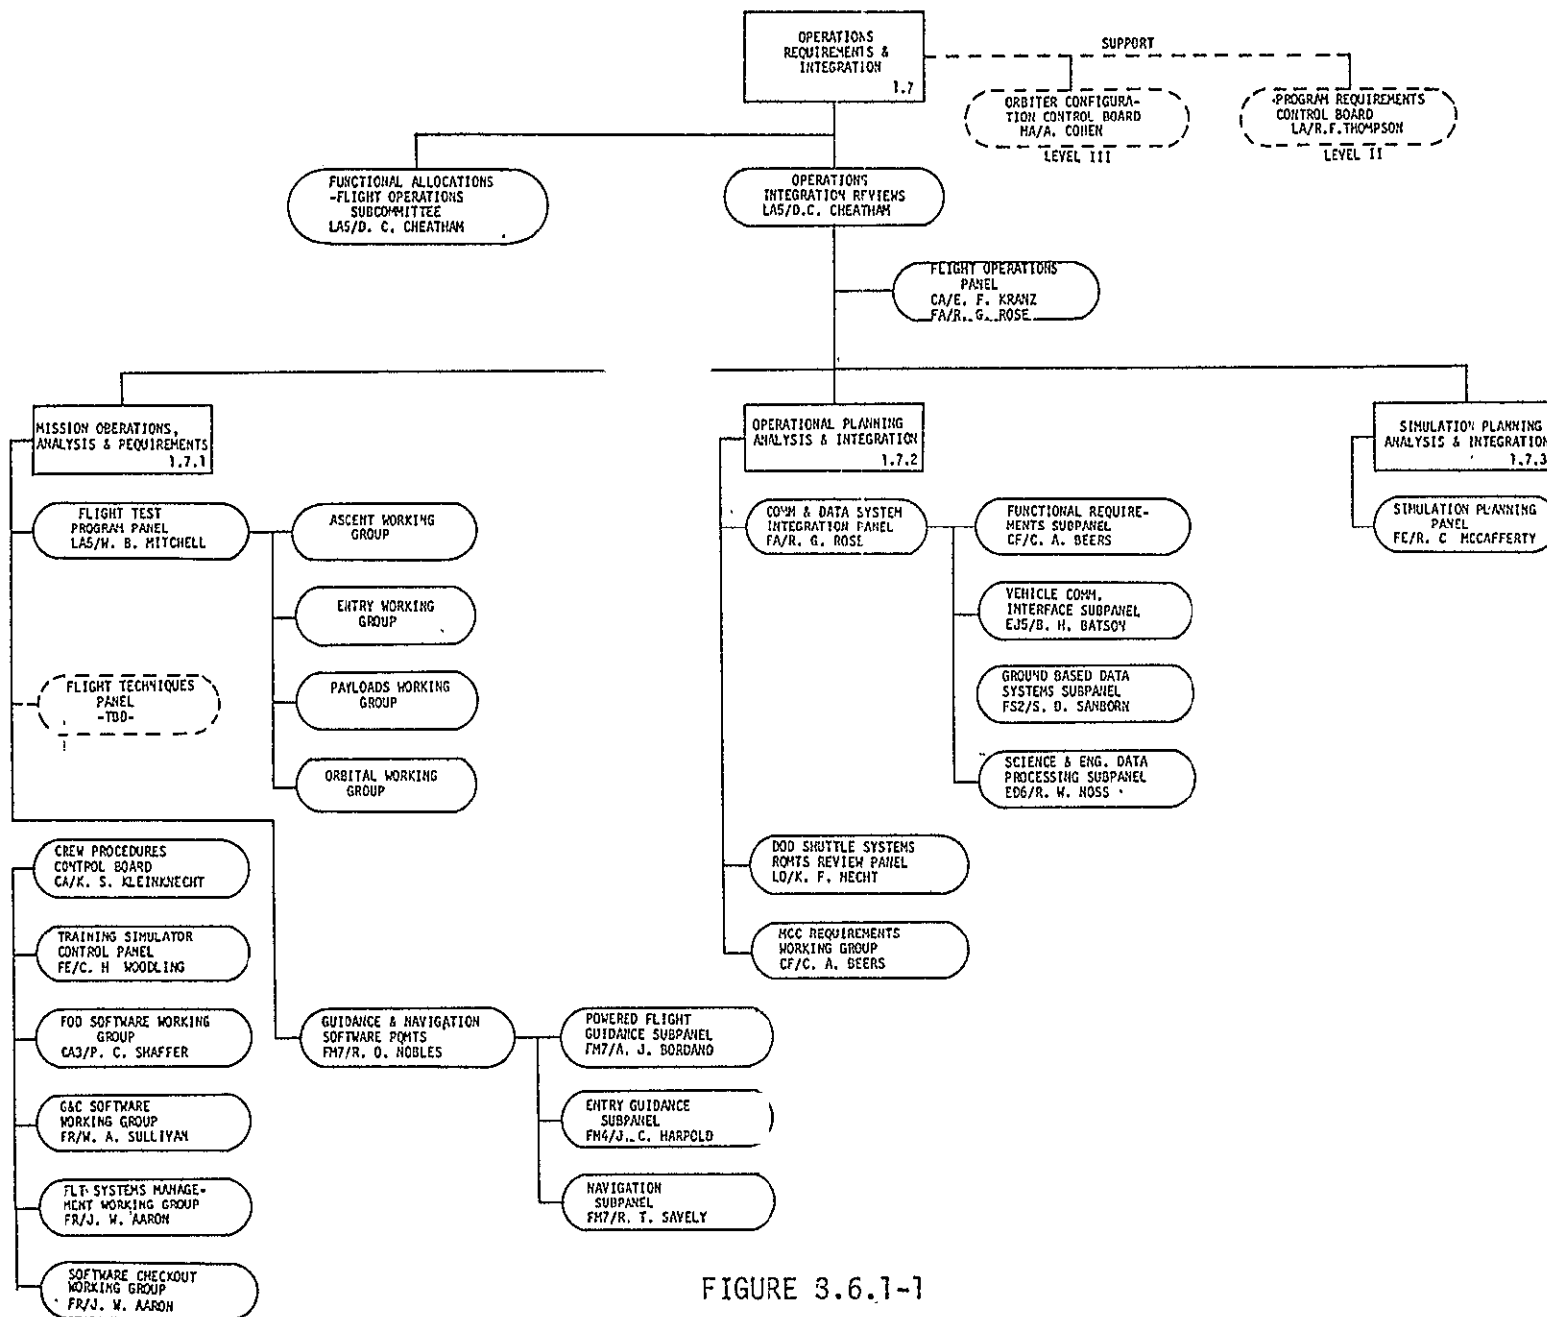 OPERATIONS
REQUIREMENTS &
INTEGRATION
1.7
SUPPORT
ORBITER CONFIGURA-
TION CONTROL BOARD
MA/A. COHEN
LEVEL III
PROGRAM REQUIREMENTS
CONTROL BOARD
LA/R.F.THOMPSON
LEVEL II
FUNCTIONAL ALLOCATIONS
-FLIGHT OPERATIONS
SUBCOMMITTEE
LA5/D. C. CHEATHAM
OPERATIONS
INTEGRATION REVIEWS
LA5/D.C. CHEATHAM
FLIGHT OPERATIONS
PANEL
CA/E. F. KRANZ
FA/R. G. ROSE
MISSION OPERATIONS,
ANALYSIS & REQUIREMENTS
1.7.1
OPERATIONAL PLANNING
ANALYSIS & INTEGRATION
1.7.2
SIMULATION PLANNING
ANALYSIS & INTEGRATION
1.7.3
FLIGHT TEST
PROGRAM PANEL
LA5/W. B. MITCHELL
ASCENT WORKING
GROUP
ENTRY WORKING
GROUP
PAYLOADS WORKING
GROUP
ORBITAL WORKING
GROUP
FLIGHT TECHNIQUES
PANEL
-TBD-
COMM & DATA SYSTEM
INTEGRATION PANEL
FA/R. G. ROSE
FUNCTIONAL REQUIRE-
MENTS SUBPANEL
CF/C. A. BEERS
VEHICLE COMM.
INTERFACE SUBPANEL
EJ5/B. H. BATSON
GROUND BASED DATA
SYSTEMS SUBPANEL
FS2/S. D. SANBORN
SCIENCE & ENG. DATA
PROCESSING SUBPANEL
ED6/R. W. NOSS
SIMULATION PLANNING
PANEL
FE/R. C MCCAFFERTY
DOD SHUTTLE SYSTEMS
RQMTS REVIEW PANEL
LO/K. F. HECHT
MCC REQUIREMENTS
WORKING GROUP
CF/C. A. BEERS
CREW PROCEDURES
CONTROL BOARD
CA/K. S. KLEINKNECHT
TRAINING SIMULATOR
CONTROL PANEL
FE/C. H WOODLING
FOD SOFTWARE WORKING
GROUP
CA3/P. C. SHAFFER
G&C SOFTWARE
WORKING GROUP
FR/W. A. SULLIVAN
FLT SYSTEMS MANAGE-
MENT WORKING GROUP
FR/J. W. AARON
SOFTWARE CHECKOUT
WORKING GROUP
FR/J. W. AARON
GUIDANCE & NAVIGATION
SOFTWARE RQMTS
FM7/R. O. NOBLES
POWERED FLIGHT
GUIDANCE SUBPANEL
FM7/A. J. BORDANO
ENTRY GUIDANCE
SUBPANEL
FM4/J. C. HARPOLD
NAVIGATION
SUBPANEL
FM7/R. T. SAVELY
FIGURE 3.6.1-1